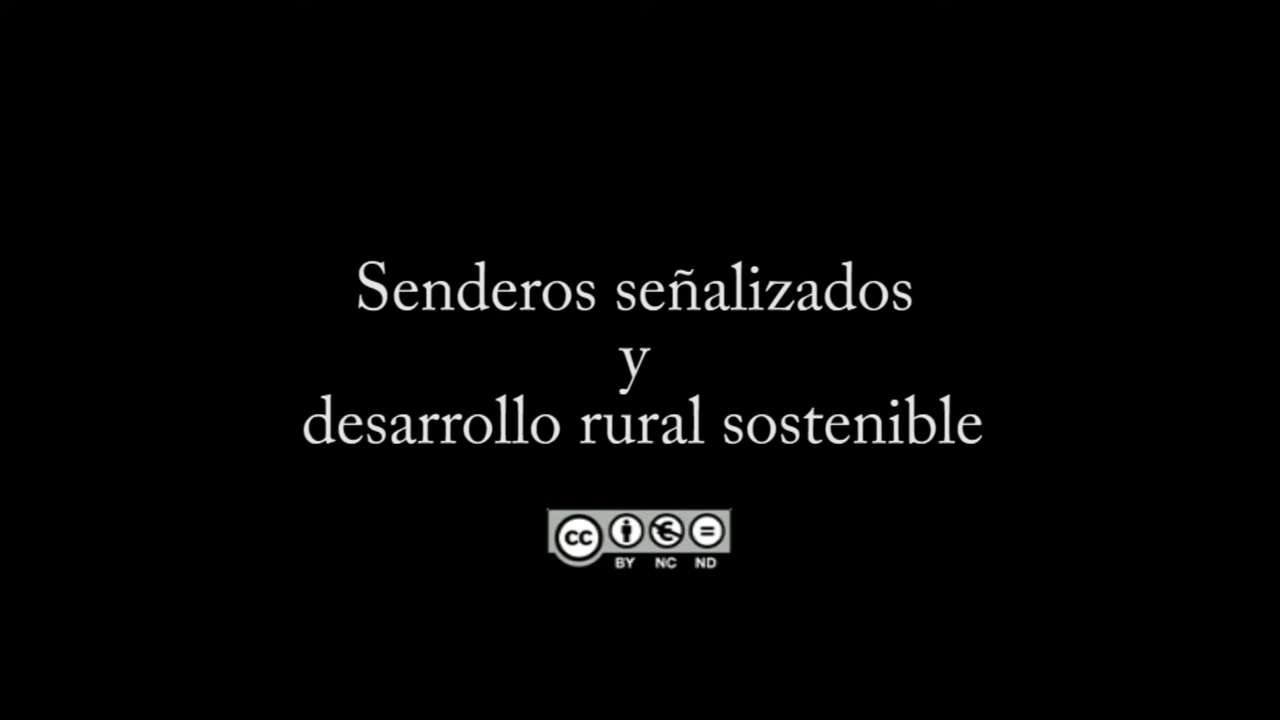 Senderos señalizados
y
desarrollo rural sostenible
cc
BY NC ND